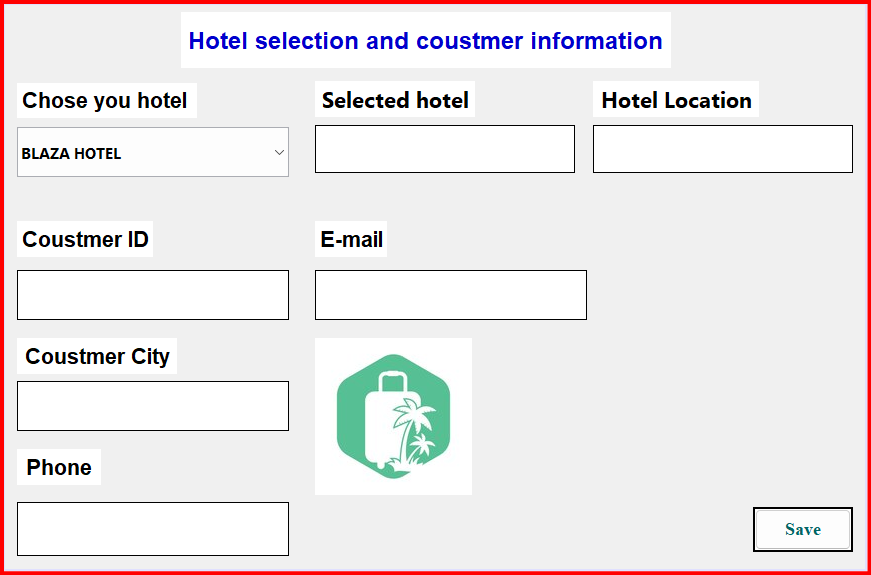 Hotel selection and coustmer information
Chose you hotel
Selected hotel
Hotel Location
BLAZA HOTEL
Coustmer ID
E-mail
Coustmer City
Phone
Save